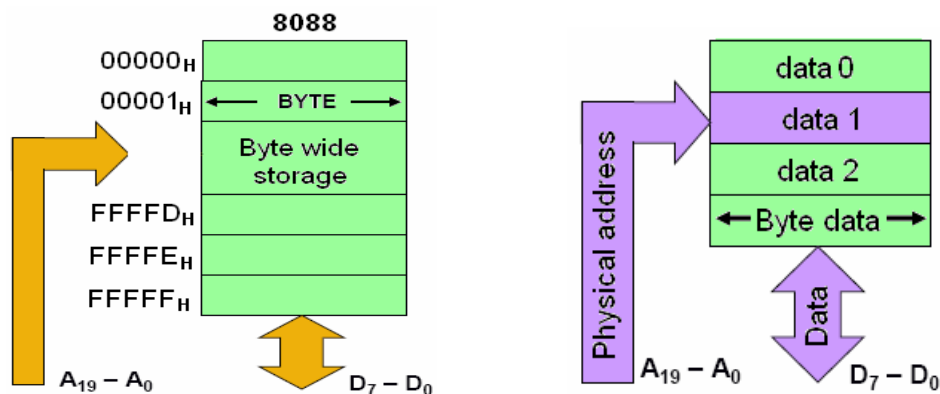 8088
00000H
00001H
BYTE
Byte wide
storage
FFFFDH
FFFFEH
FFFFFH
A19 – A0
D7 – D0
data 0
data 1
data 2
Byte data
Physical address
Data
A19 – A0
D7 – D0